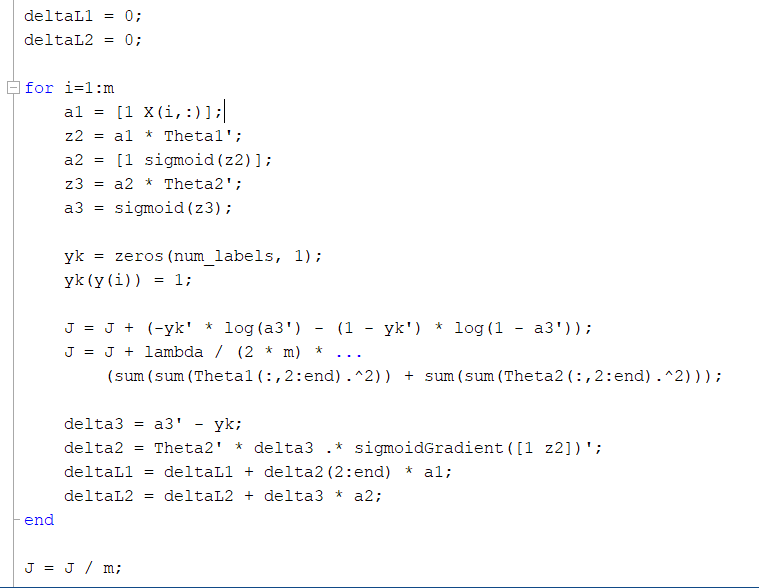 deltaL1 = 0;
deltaL2 = 0;
for i=1:m
a1 = [1 X(i,:)];
z2 = a1 * Theta1';
a2 = [1 sigmoid(z2)];
z3 = a2 * Theta2';
a3 = sigmoid(z3);
yk = zeros(num_labels, 1);
yk(y(i)) = 1;
J = J + (-yk' * log(a3') - (1 - yk') * log(1 - a3'));
J = J + lambda / (2 * m) * ...
(sum(sum(Theta1(:,2:end).^2)) + sum(sum(Theta2(:,2:end).^2)));
delta3 = a3' - yk;
delta2 = Theta2' * delta3 .* sigmoidGradient([1 z2])';
deltaL1 = deltaL1 + delta2(2:end) * a1;
deltaL2 = deltaL2 + delta3 * a2;
end
J = J / m;